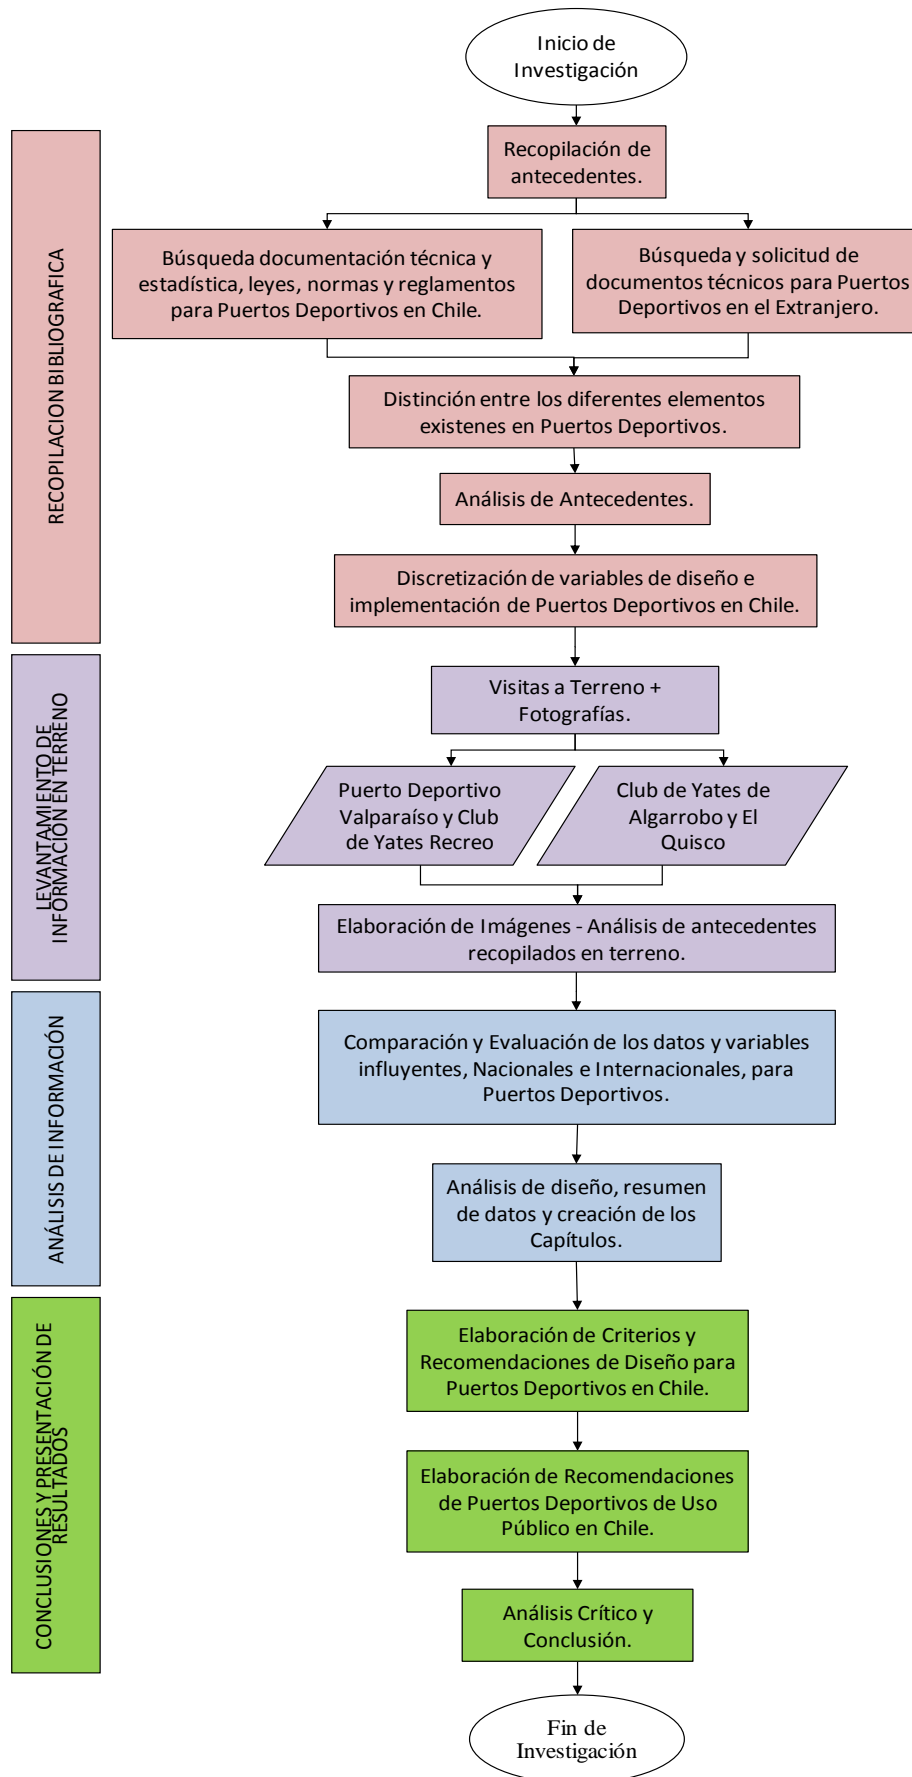 Inicio de
Investigación
RECOPILACION BIBLIOGRAFICA
Recopilación de
antecedentes.
Búsqueda documentación técnica y
estadística, leyes, normas y reglamentos
para Puertos Deportivos en Chile.
Búsqueda y solicitud de
documentos técnicos para Puertos
Deportivos en el Extranjero.
Distinción entre los diferentes elementos
existenes en Puertos Deportivos.
Análisis de Antecedentes.
Discretización de variables de diseño e
implementación de Puertos Deportivos en Chile.
LEVANTAMIENTO DE
INFORMACIÓN EN TERRENO
Visitas a Terreno +
Fotografías.
Puerto Deportivo
Valparaíso y Club
de Yates Recreo
Club de Yates de
Algarrobo y El
Quisco
Elaboración de Imágenes - Análisis de antecedentes
recopilados en terreno.
ANÁLISIS DE INFORMACIÓN
Comparación y Evaluación de los datos y variables
influyentes, Nacionales e Internacionales, para
Puertos Deportivos.
Análisis de diseño, resumen
de datos y creación de los
Capítulos.
CONCLUSIONES Y PRESENTACIÓN DE
RESULTADOS
Elaboración de Criterios y
Recomendaciones de Diseño para
Puertos Deportivos en Chile.
Elaboración de Recomendaciones
de Puertos Deportivos de Uso
Público en Chile.
Análisis Crítico y
Conclusión.
Fin de
Investigación